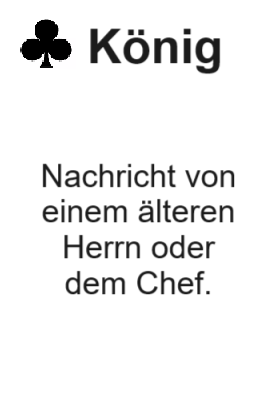 ♣ König
Nachricht von
einem älteren
Herrn oder
dem Chef.